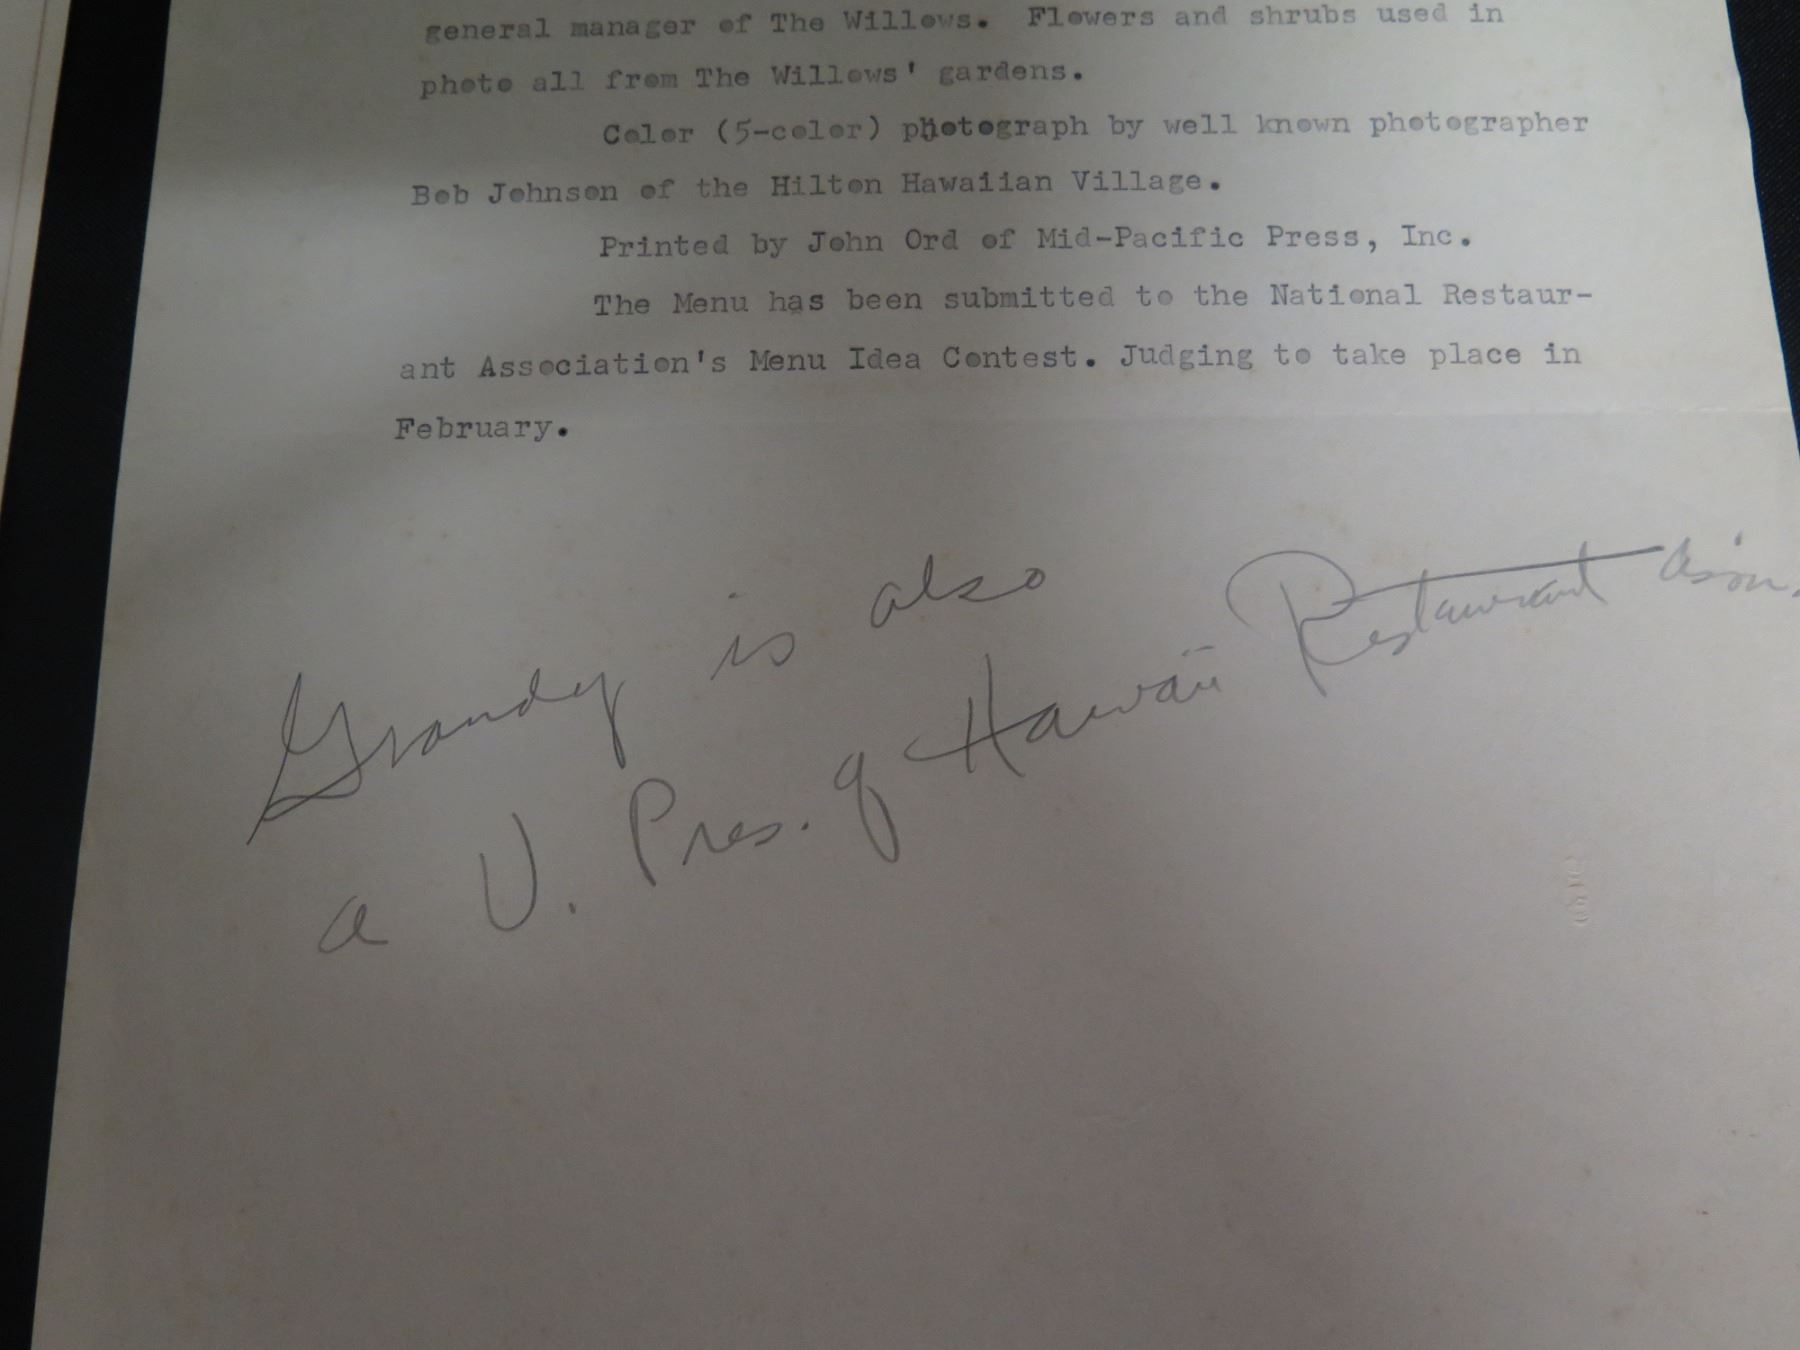 general manager of The Willows. Flowers and shrubs used in
photo all from The Willows' gardens.
Color (5-color) photograph by well known photographer
Bob Johnson of the Hilton Hawaiian Village.
Printed by John Ord of Mid-Pacific Press, Inc.
The Menu has been submitted to the National Restaur-
ant Association's Menu Idea Contest. Judging to take place in
February.
Grandy is also
a V. Pres. of Hawaii Restaurant Ass'n.